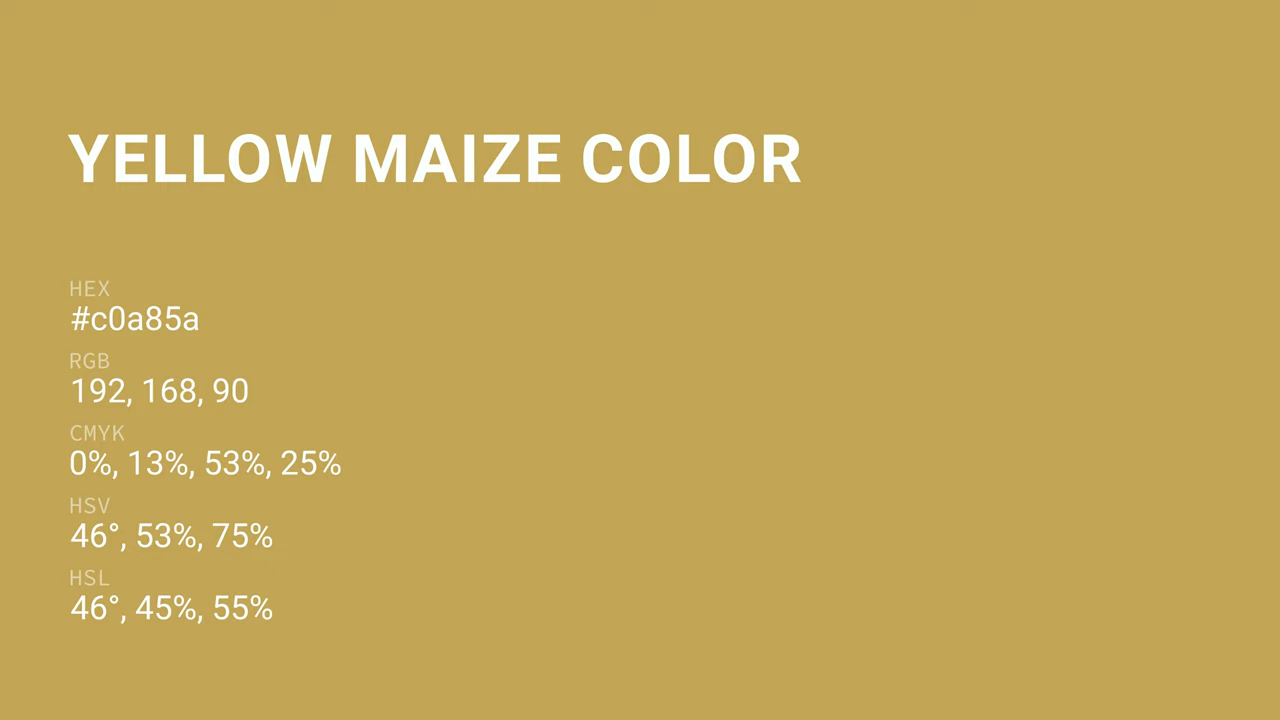 YELLOW MAIZE COLOR
HEX
#c0a85a
RGB
192, 168, 90
CMYK
0%, 13%, 53%, 25%
HSV
46°, 53%, 75%
HSL
46°, 45%, 55%